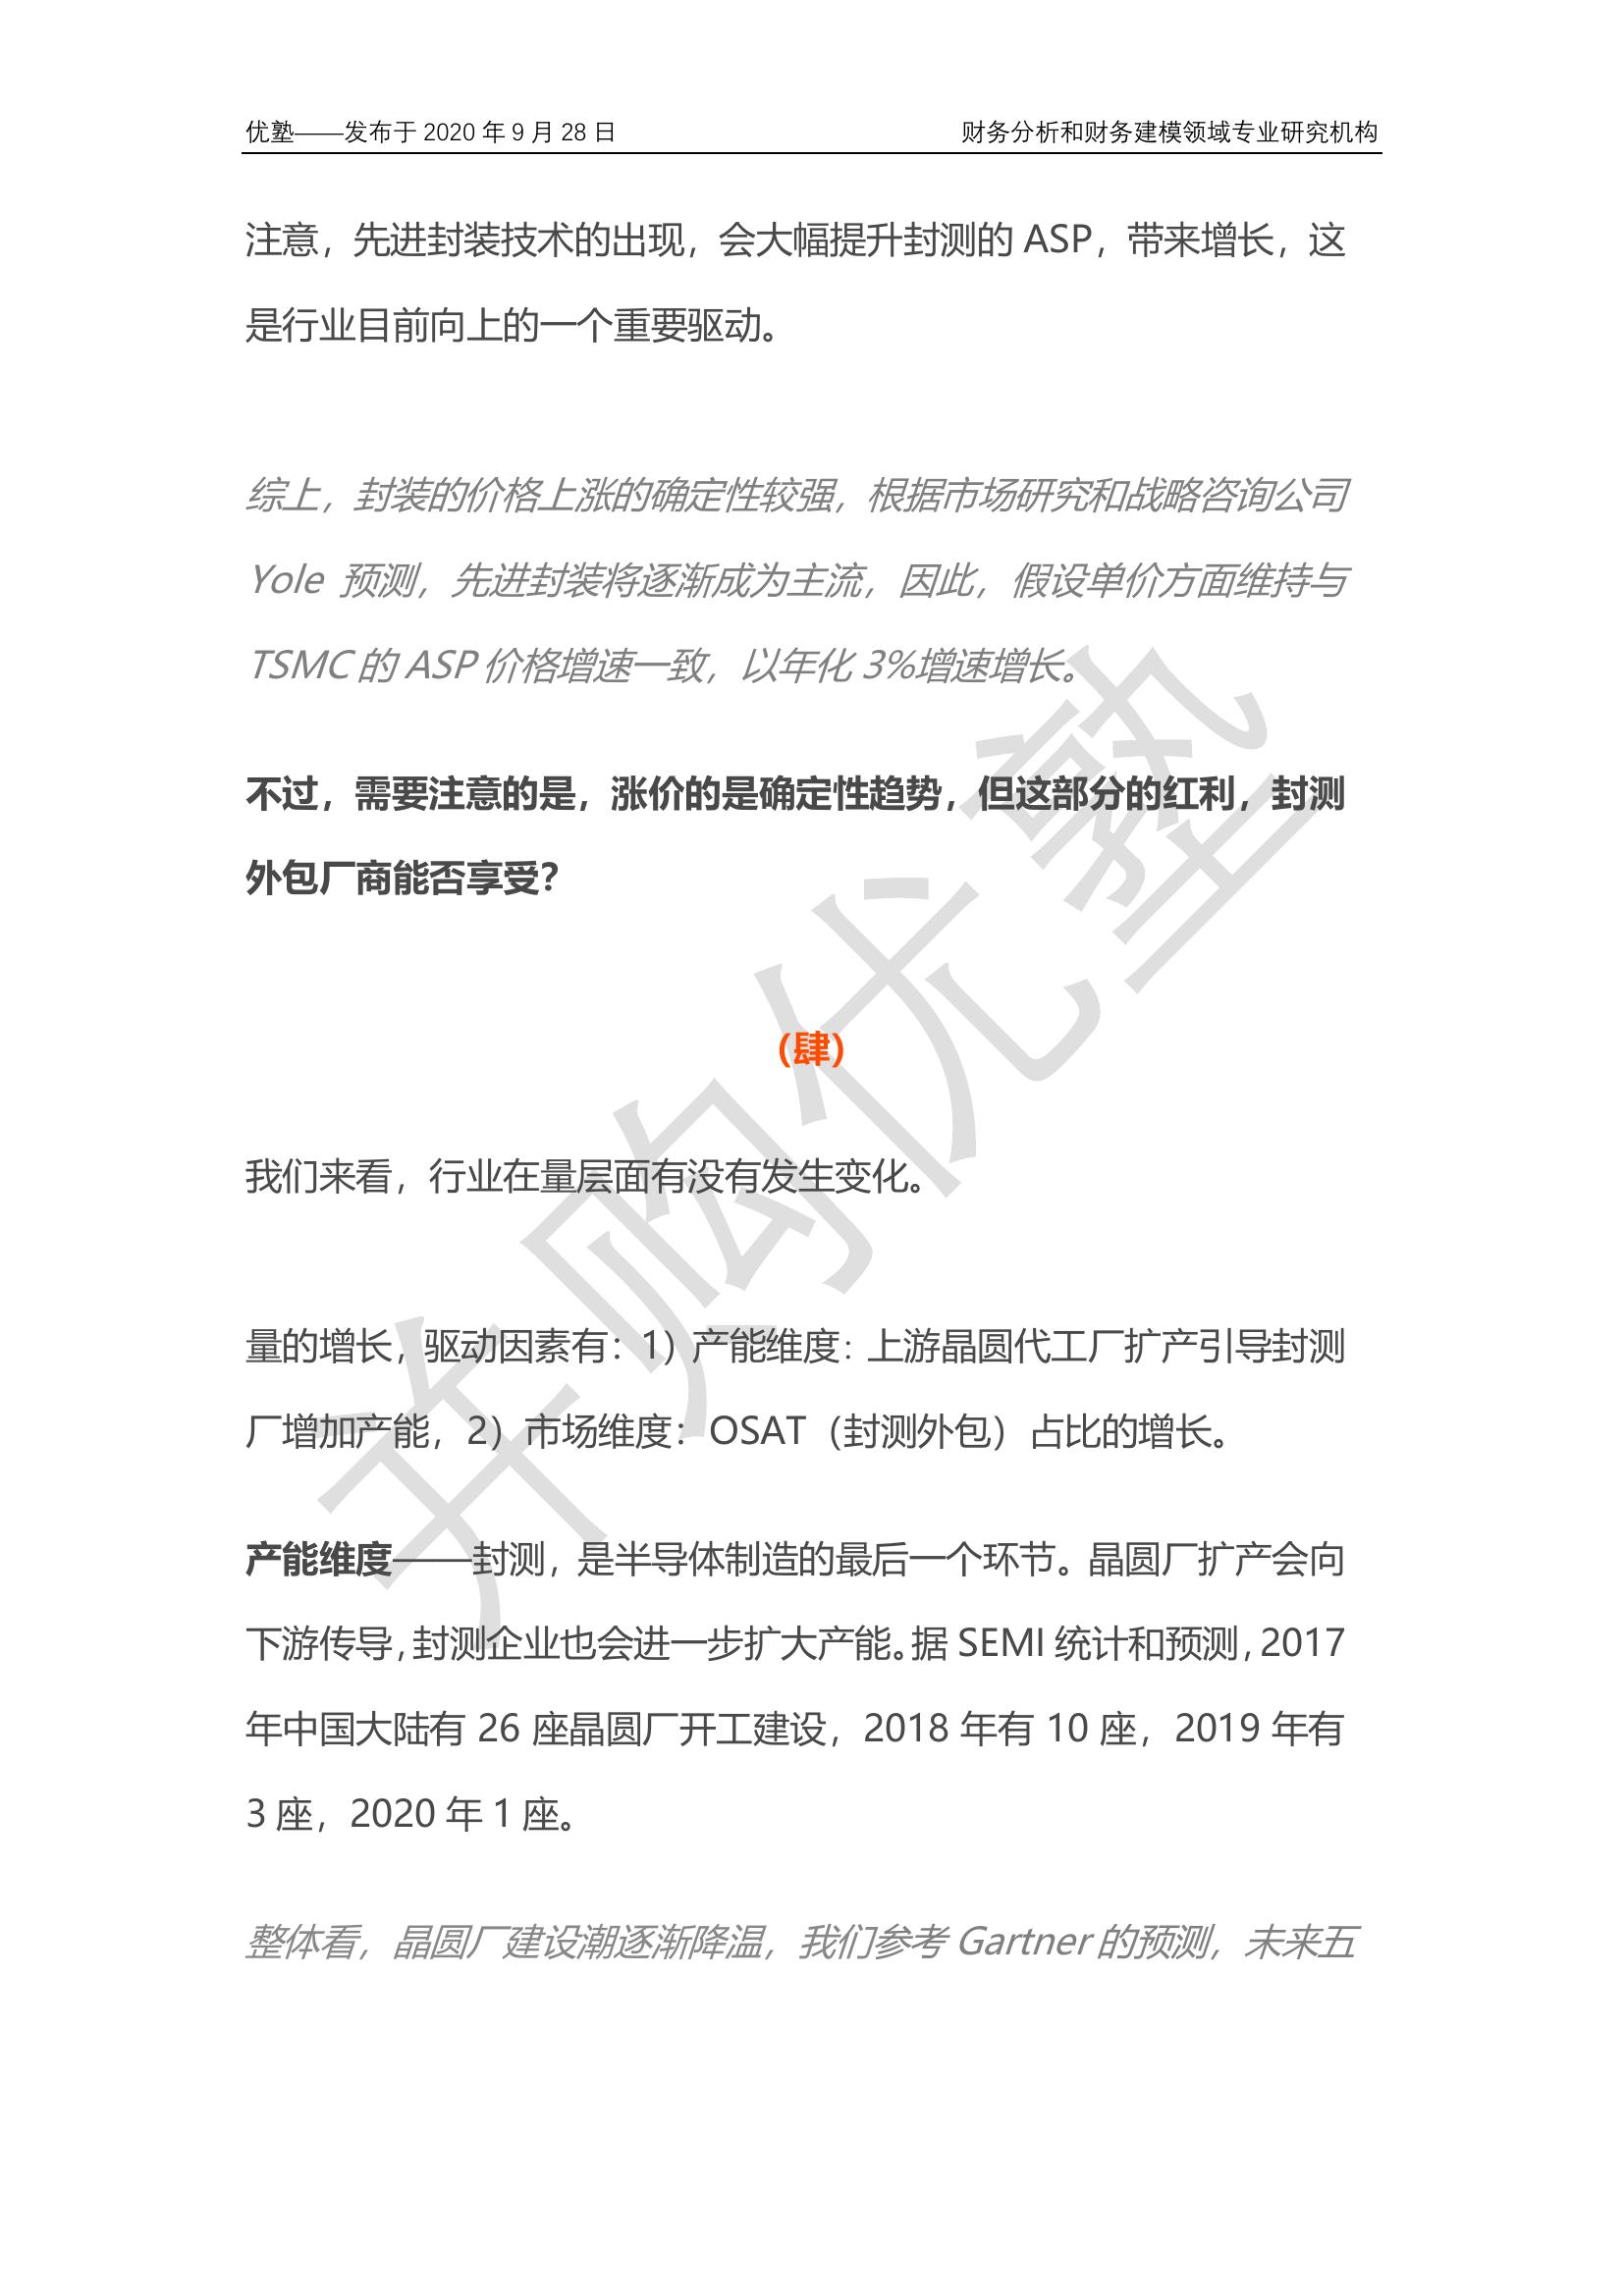 优塾——发布于 2020 年 9 月 28 日 财务分析和财务建模领域专业研究机构
注意，先进封装技术的出现，会大幅提升封测的 ASP，带来增长，这
是行业目前向上的一个重要驱动。
综上，封装的价格上涨的确定性较强，根据市场研究和战略咨询公司
Yole 预测，先进封装将逐渐成为主流，因此，假设单价方面维持与
TSMC 的 ASP 价格增速一致，以年化 3%增速增长。
不过，需要注意的是，涨价的是确定性趋势，但这部分的红利，封测
外包厂商能否享受？
（肆）
我们来看，行业在量层面有没有发生变化。
量的增长，驱动因素有：1）产能维度：上游晶圆代工厂扩产引导封测
厂增加产能，2）市场维度：OSAT（封测外包）占比的增长。
产能维度——封测，是半导体制造的最后一个环节。晶圆厂扩产会向
下游传导，封测企业也会进一步扩大产能。据 SEMI 统计和预测，2017
年中国大陆有 26 座晶圆厂开工建设，2018 年有 10 座，2019 年有
3 座，2020 年 1 座。
整体看，晶圆厂建设潮逐渐降温，我们参考 Gartner 的预测，未来五
购优塾